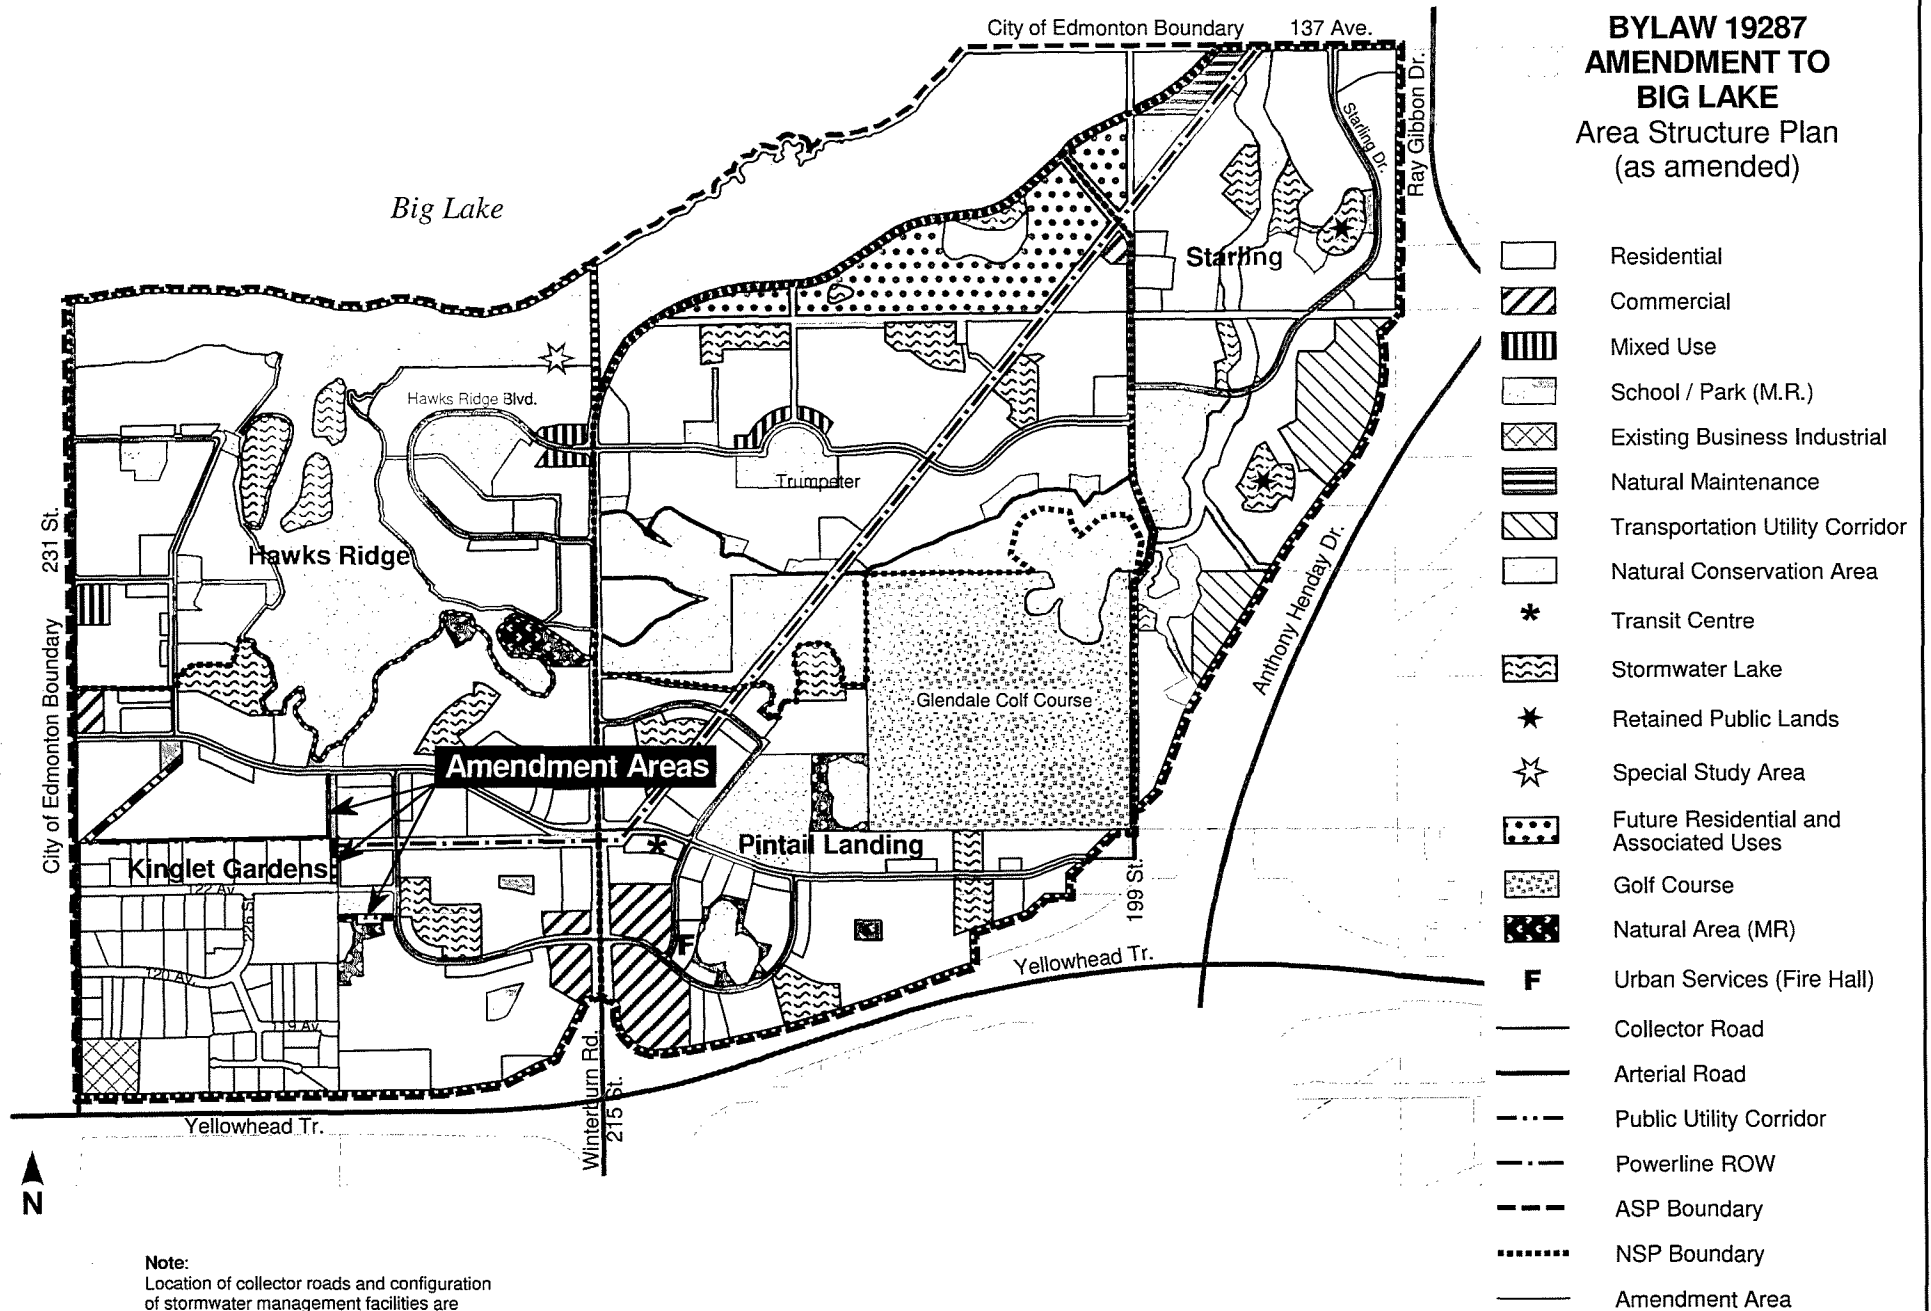 City of Edmonton Boundary
137 Ave.
BYLAW 19287
AMENDMENT TO
BIG LAKE
Area Structure Plan
(as amended)
Ray Gibbon Dr.
Starling Dr.
Big Lake
Starling
Hawks Ridge Blvd.
Trumpeter
231 St.
Hawks Ridge
City of Edmonton Boundary
Anthony Henday Dr.
Glendale Golf Course
Amendment Areas
Kinglet Gardens
Pintail Landing
122 Av
226 St
120 Av
119 Av
F
199 St.
Yellowhead Tr.
Winterburn Rd.
215 St.
Yellowhead Tr.
N
Residential
Commercial
Mixed Use
School / Park (M.R.)
Existing Business Industrial
Natural Maintenance
Transportation Utility Corridor
Natural Conservation Area
Transit Centre
Stormwater Lake
Retained Public Lands
Special Study Area
Future Residential and
Associated Uses
Golf Course
Natural Area (MR)
F Urban Services (Fire Hall)
Collector Road
Arterial Road
Public Utility Corridor
Powerline ROW
ASP Boundary
NSP Boundary
Amendment Area
Note:
Location of collector roads and configuration
of stormwater management facilities are